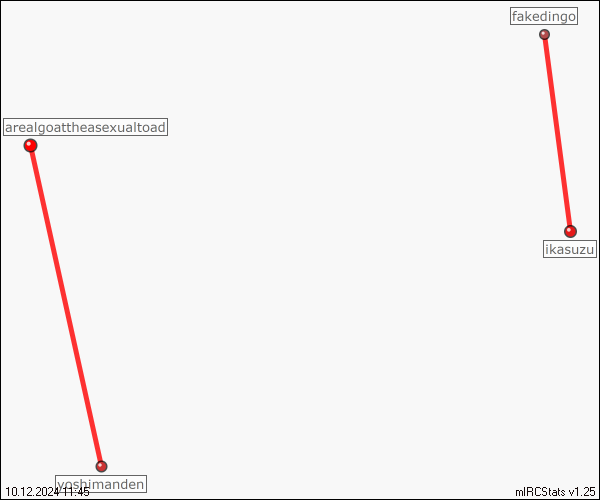 fakedingo
arealgoattheasexualtoad
ikasuzu
yoshimanden
10.12.2024 11:45
mIRCStats v1.25